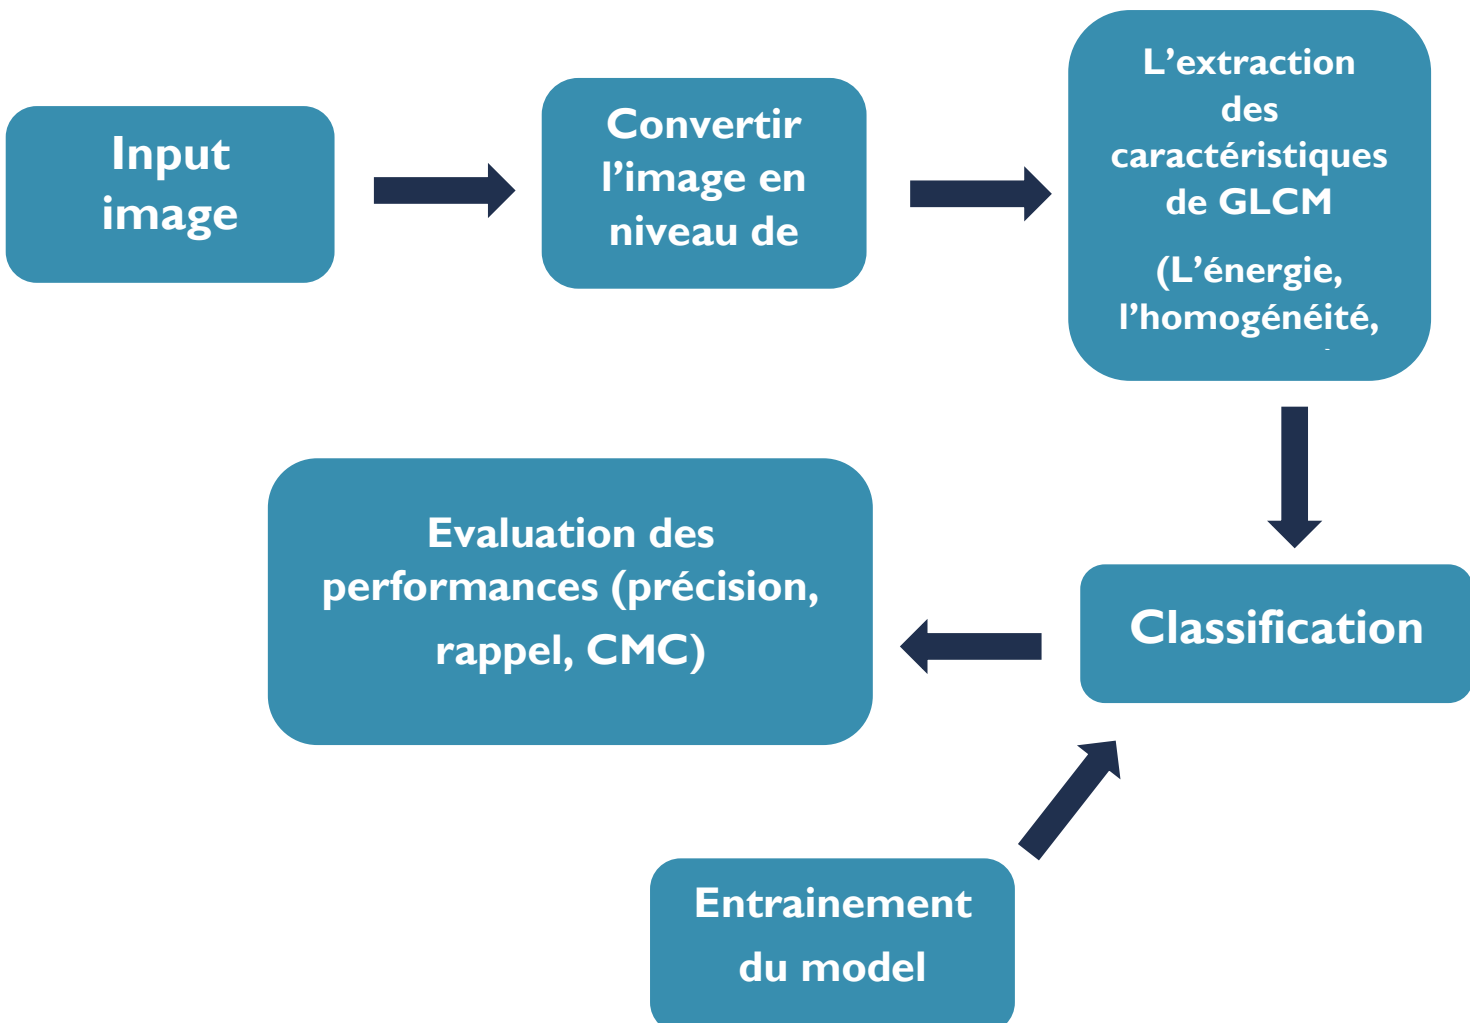 Input
image
Convertir
l'image en
niveau de
L'extraction
des
caractéristiques
de GLCM
(L'énergie,
l'homogénéité,
Classification
Evaluation des
performances (précision,
rappel, CMC)
Entrainement
du model